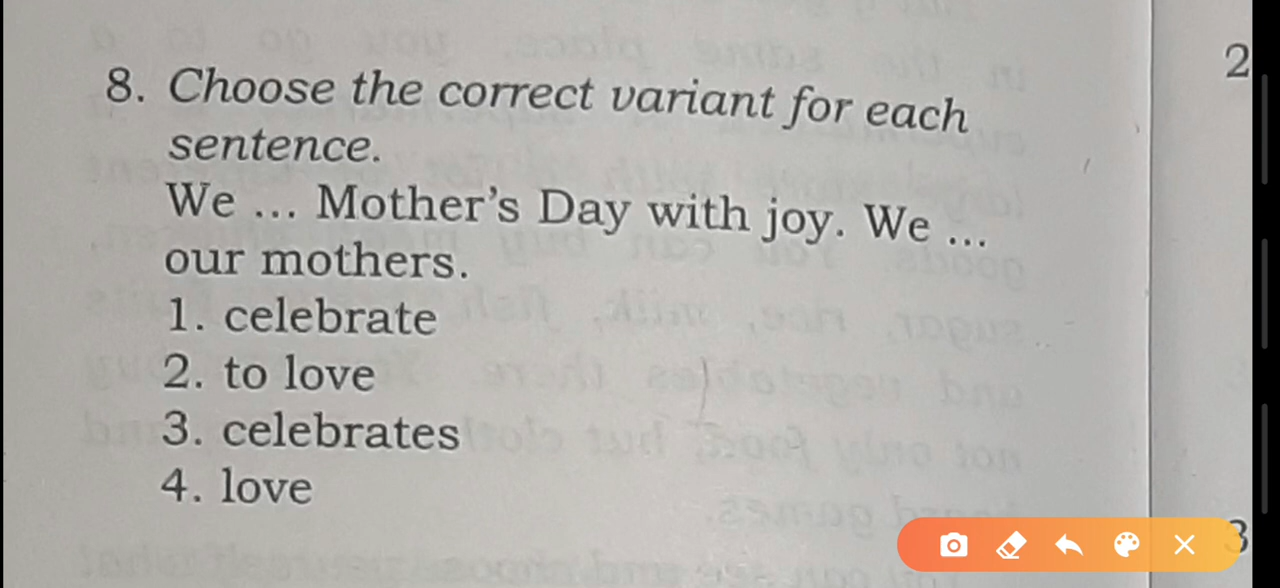 8. Choose the correct variant for each
sentence.
We ... Mother's Day with joy. We ...
our mothers.
1. celebrate
2. to love
3. celebrates
4. love
2
3